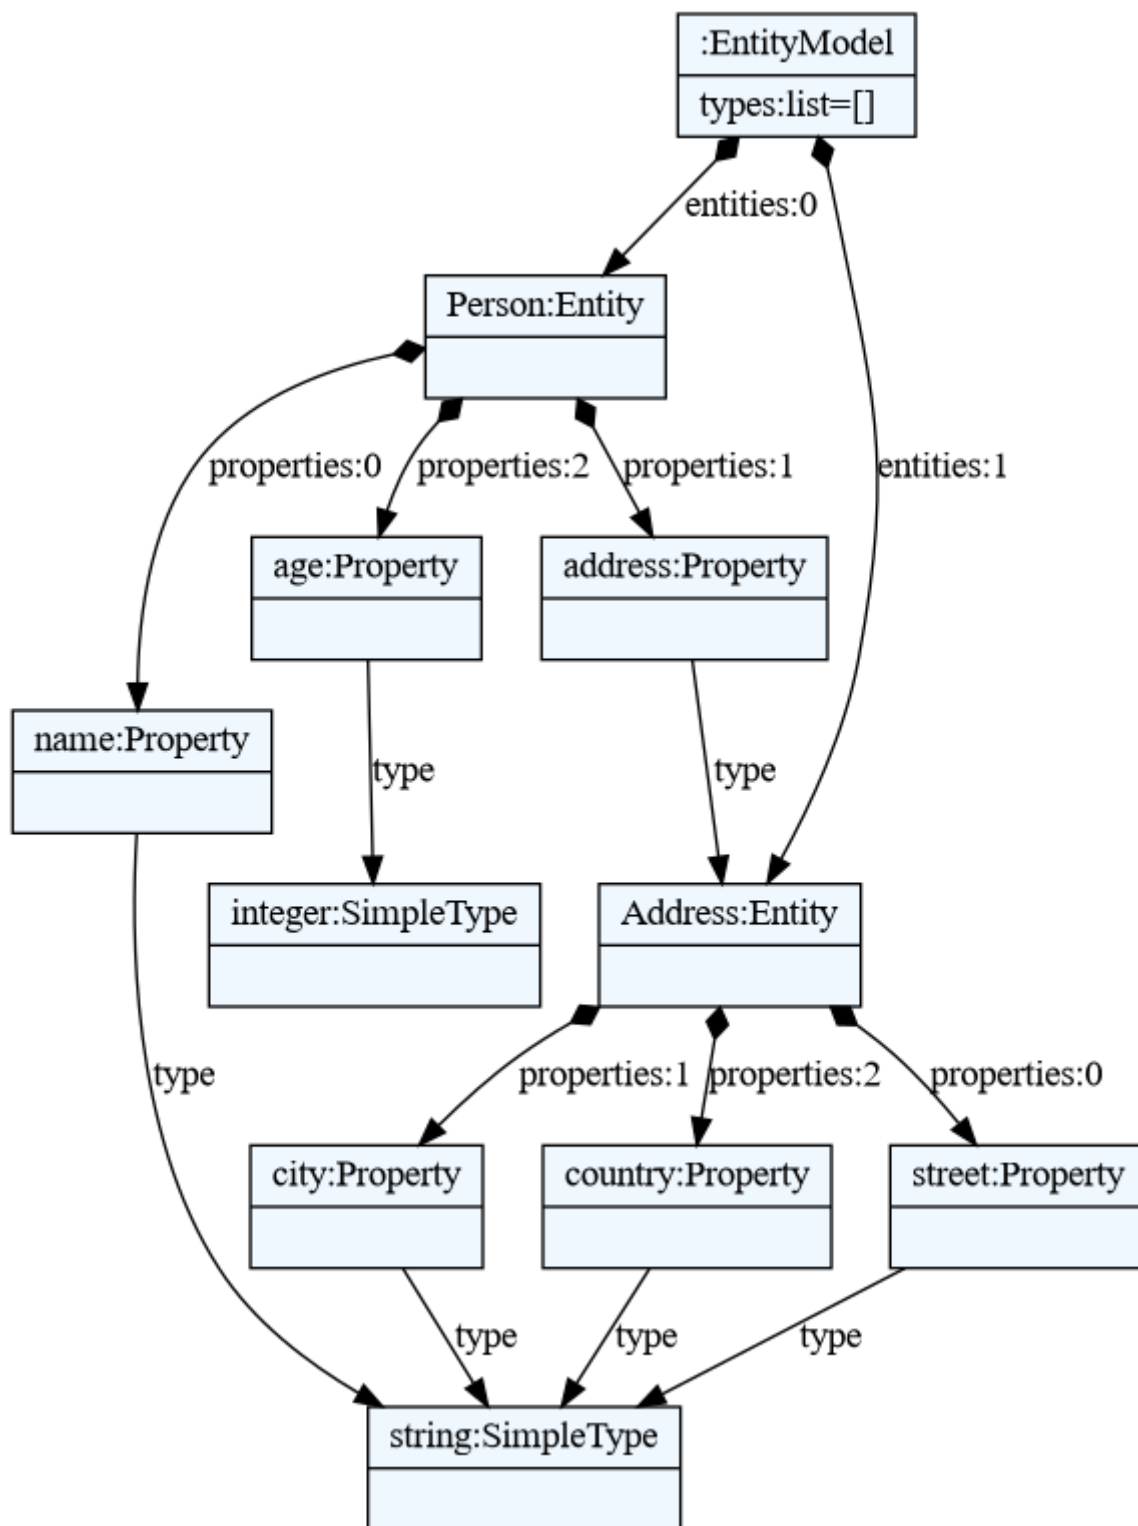 :EntityModel
types:list=[]
entities:0
Person:Entity
properties:0
properties:2
properties:1
entities:1
age:Property
address:Property
name:Property
type
type
integer:SimpleType
Address:Entity
type
properties:1
properties:2
properties:0
city:Property
country:Property
street:Property
type
type
type
string:SimpleType